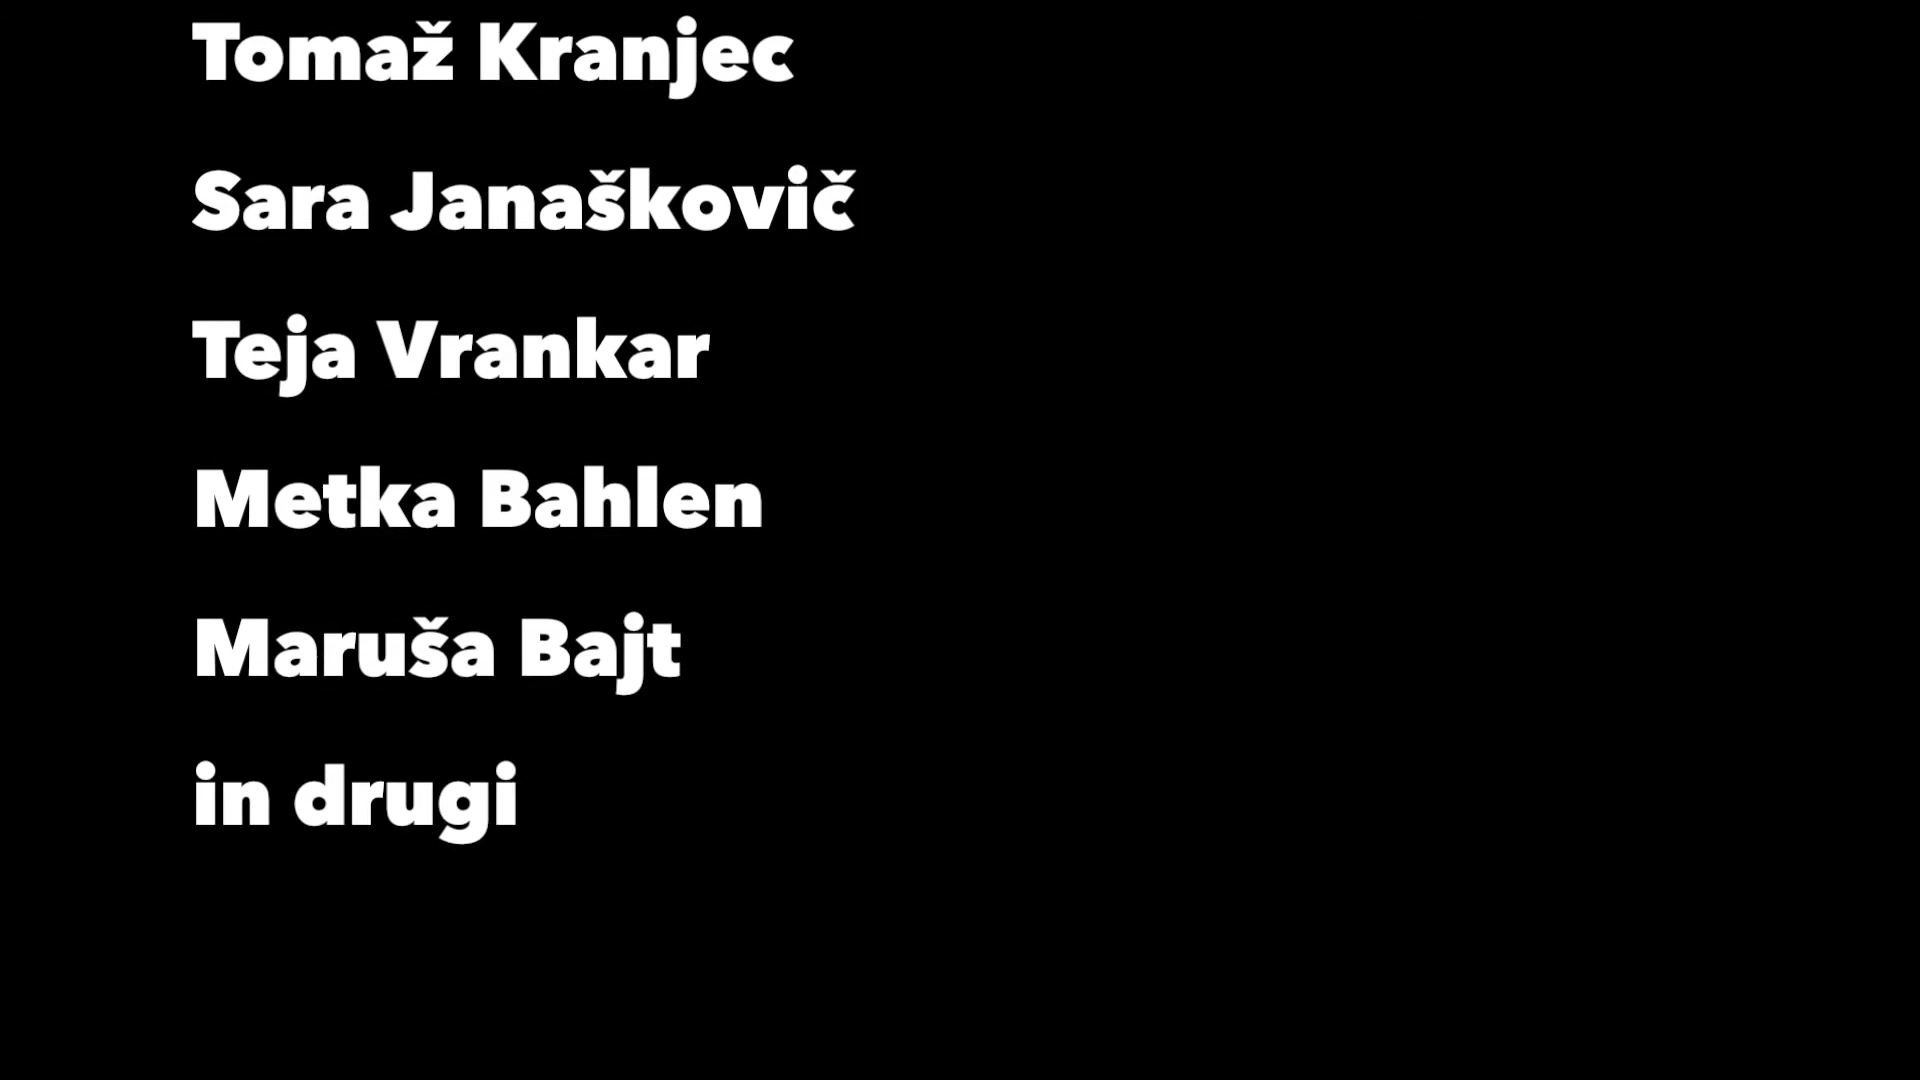 Tomaž Kranjec
Sara Janaškovič
Teja Vrankar
Metka Bahlen
Maruša Bajt
in drugi